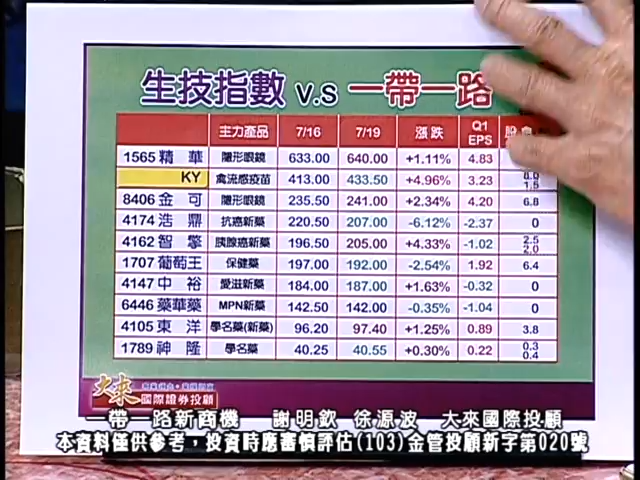 生技指數 V.S 一帶一路
主力產品 7/16 7/19 漲跌 Q1 EPS 股
1565 精華 隱形眼鏡 633.00 640.00 +1.11% 4.83
KY 禽流感疫苗 413.00 433.50 +4.96% 3.23 1.5
8406 金可 隱形眼鏡 235.50 241.00 +2.34% 4.20 6.8
4174 浩鼎 抗癌新藥 220.50 207.00 -6.12% -2.37 0
4162 智擎 胰腺癌新藥 196.50 205.00 +4.33% -1.02 2.5 2.0
1707 葡萄王 保健藥 197.00 192.00 -2.54% 1.92 6.4
4147 中裕 愛滋新藥 184.00 187.00 +1.63% -0.32 0
6446 藥華藥 MPN新藥 142.50 142.00 -0.35% -1.04 0
4105 東洋 學名藥(新藥) 96.20 97.40 +1.25% 0.89 3.8
1789 神隆 學名藥 40.25 40.55 +0.30% 0.22 0.3 0.4
大來 國際證券投顧
一帶一路新商機 謝明欽 徐源波 大來國際投顧
本資料僅供參考，投資時應審慎評估(103)金管投顧新字第020號